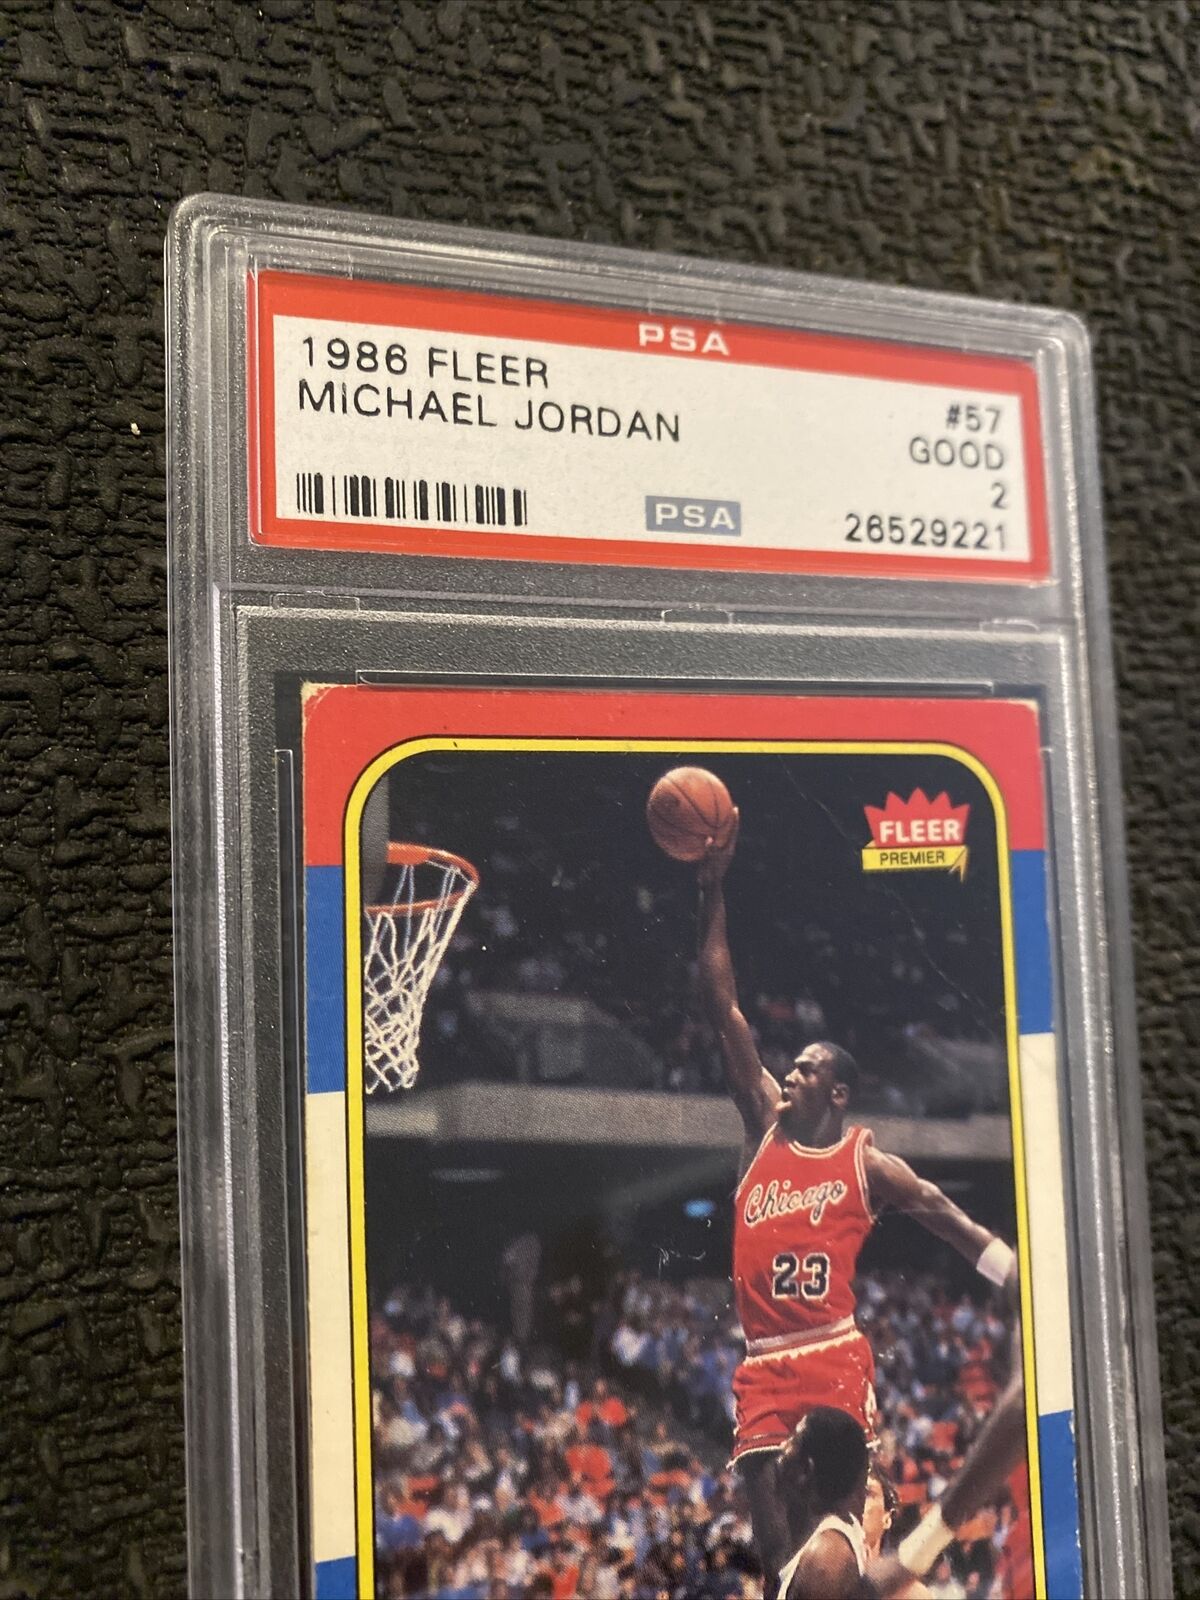 PSA
1986 FLEER
MICHAEL JORDAN
#57
GOOD
2
PSA
26529221
FLEER
PREMIER
Chicago
23